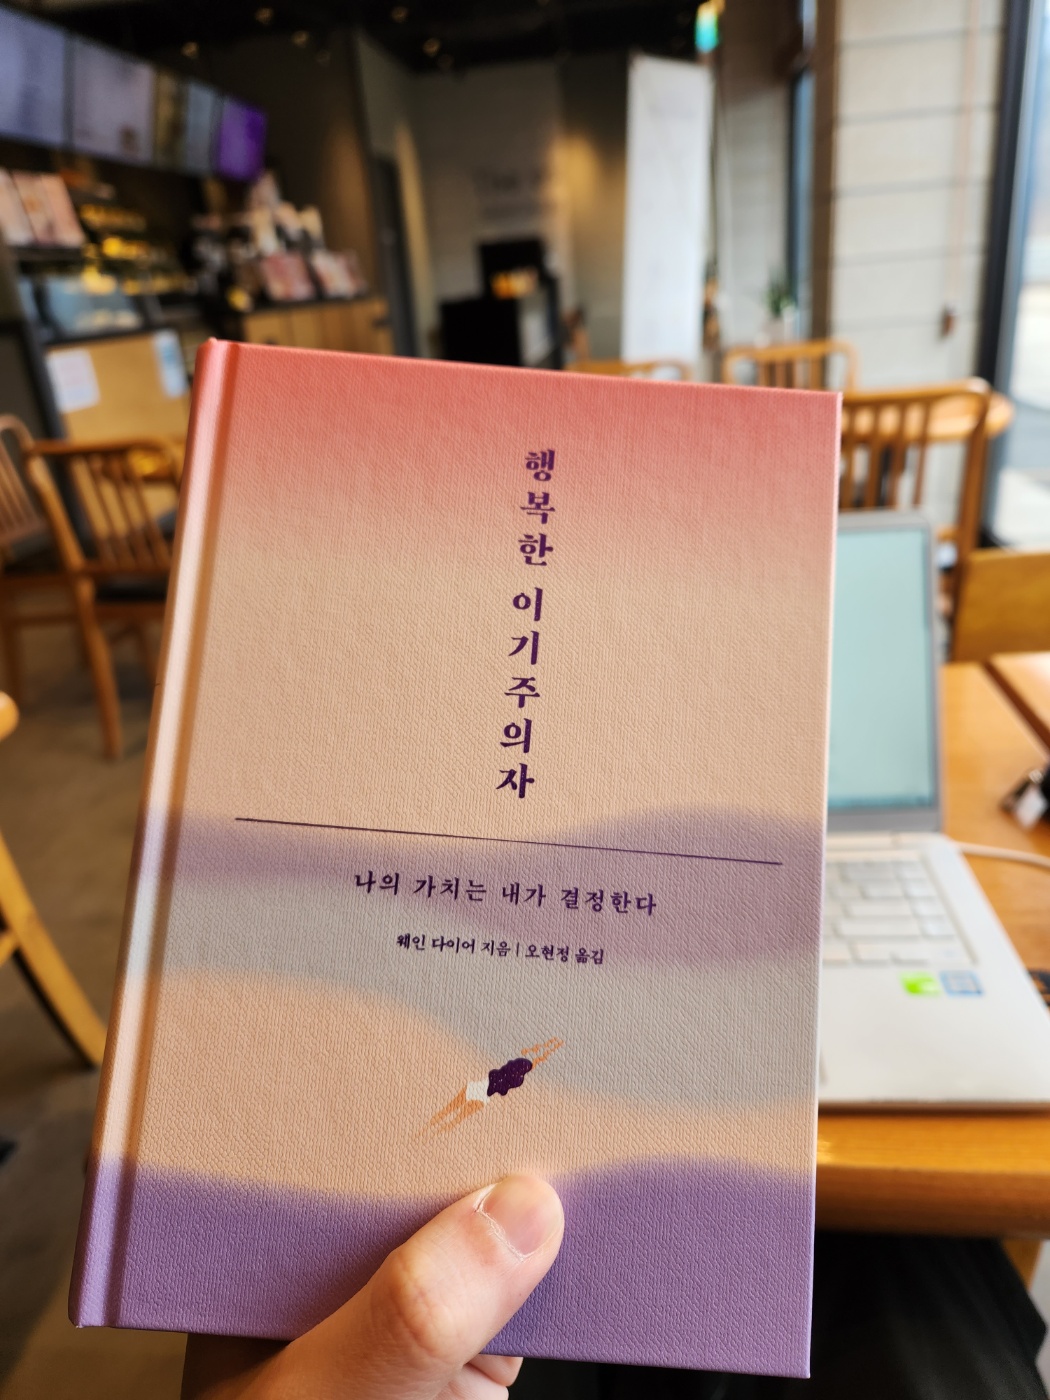 행복한 이기주의자
나의 가치는 내가 결정한다
웨인 다이어 지음 | 오현정 옮김